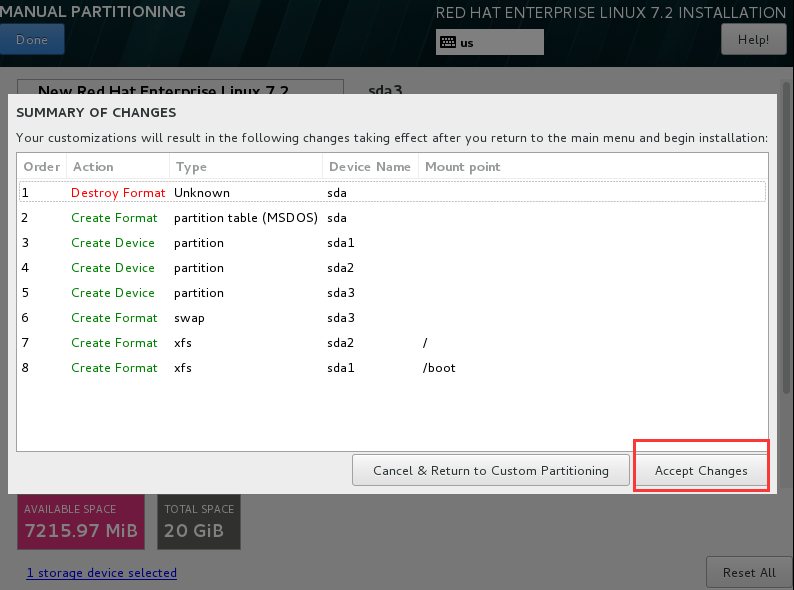 MANUAL PARTITIONING
RED HAT ENTERPRISE LINUX 7.2 INSTALLATION
Done
us
Help!
New Red Hat Enterprise Linux 7.2
sda3
SUMMARY OF CHANGES
Your customizations will result in the following changes taking effect after you return to the main menu and begin installation:
Order Action Type Device Name Mount point
1 Destroy Format Unknown sda
2 Create Format partition table (MSDOS) sda
3 Create Device partition sda1
4 Create Device partition sda2
5 Create Device partition sda3
6 Create Format swap sda3
7 Create Format xfs sda2 /
8 Create Format xfs sda1 /boot
Cancel & Return to Custom Partitioning
Accept Changes
AVAILABLE SPACE
7215.97 MiB
TOTAL SPACE
20 GiB
1 storage device selected
Reset All